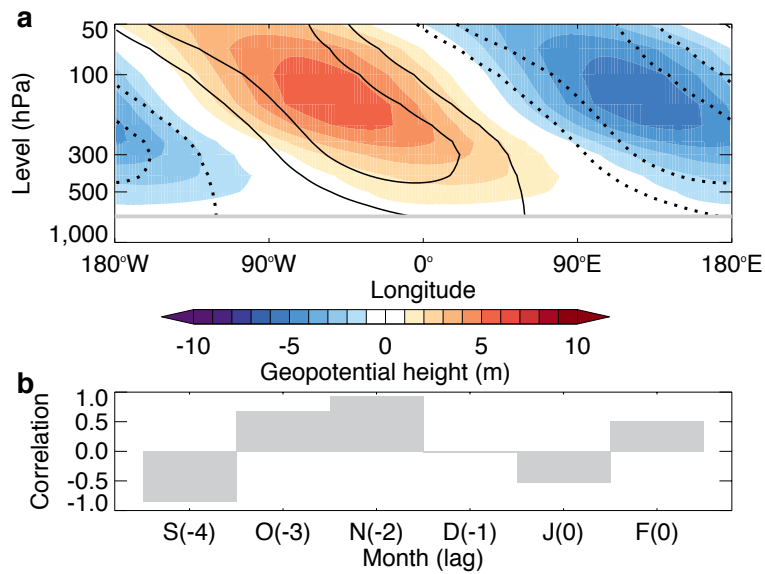 a
50
100
300
500
1,000
Level (hPa)
180°W 90°W 0° 90°E 180°E
Longitude
-10 -5 0 5 10
Geopotential height (m)
b
1.0
0.5
0.0
-0.5
-1.0
Correlation
S(-4) O(-3) N(-2) D(-1) J(0) F(0)
Month (lag)